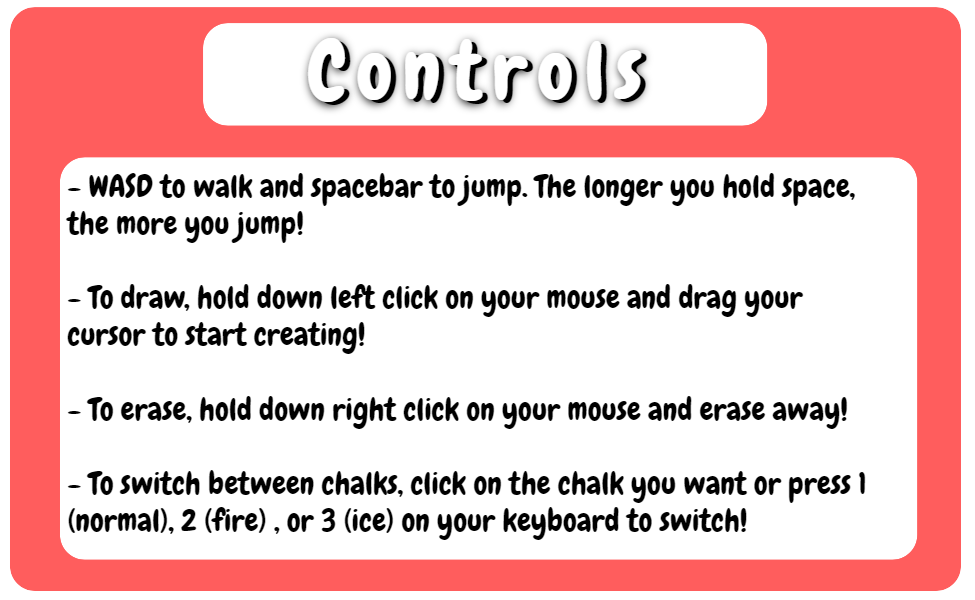 Controls
- WASD to walk and spacebar to jump. The longer you hold space,
the more you jump!
- To draw, hold down left click on your mouse and drag your
cursor to start creating!
- To erase, hold down right click on your mouse and erase away!
- To switch between chalks, click on the chalk you want or press 1
(normal), 2 (fire) , or 3 (ice) on your keyboard to switch!